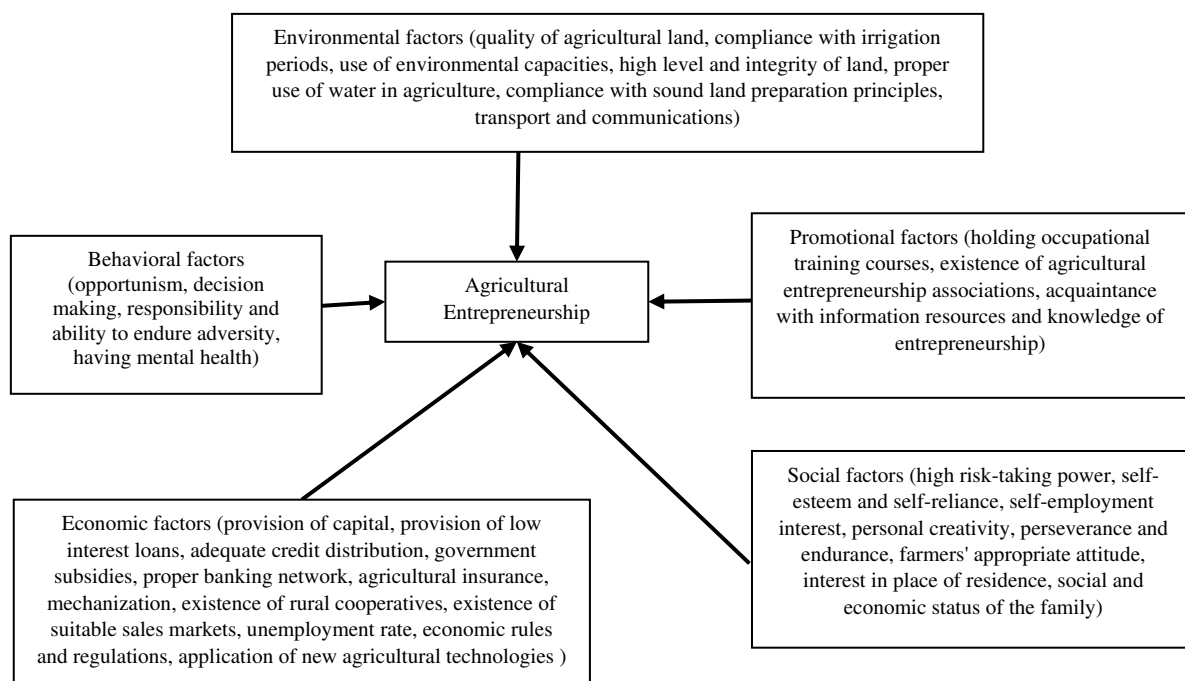 Environmental factors (quality of agricultural land, compliance with irrigation
periods, use of environmental capacities, high level and integrity of land, proper
use of water in agriculture, compliance with sound land preparation principles,
transport and communications)
Behavioral factors
(opportunism, decision
making, responsibility and
ability to endure adversity,
having mental health)
Agricultural
Entrepreneurship
Promotional factors (holding occupational
training courses, existence of agricultural
entrepreneurship associations, acquaintance
with information resources and knowledge of
entrepreneurship)
Economic factors (provision of capital, provision of low
interest loans, adequate credit distribution, government
subsidies, proper banking network, agricultural insurance,
mechanization, existence of rural cooperatives, existence of
suitable sales markets, unemployment rate, economic rules
and regulations, application of new agricultural technologies )
Social factors (high risk-taking power, self-
esteem and self-reliance, self-employment
interest, personal creativity, perseverance and
endurance, farmers' appropriate attitude,
interest in place of residence, social and
economic status of the family)